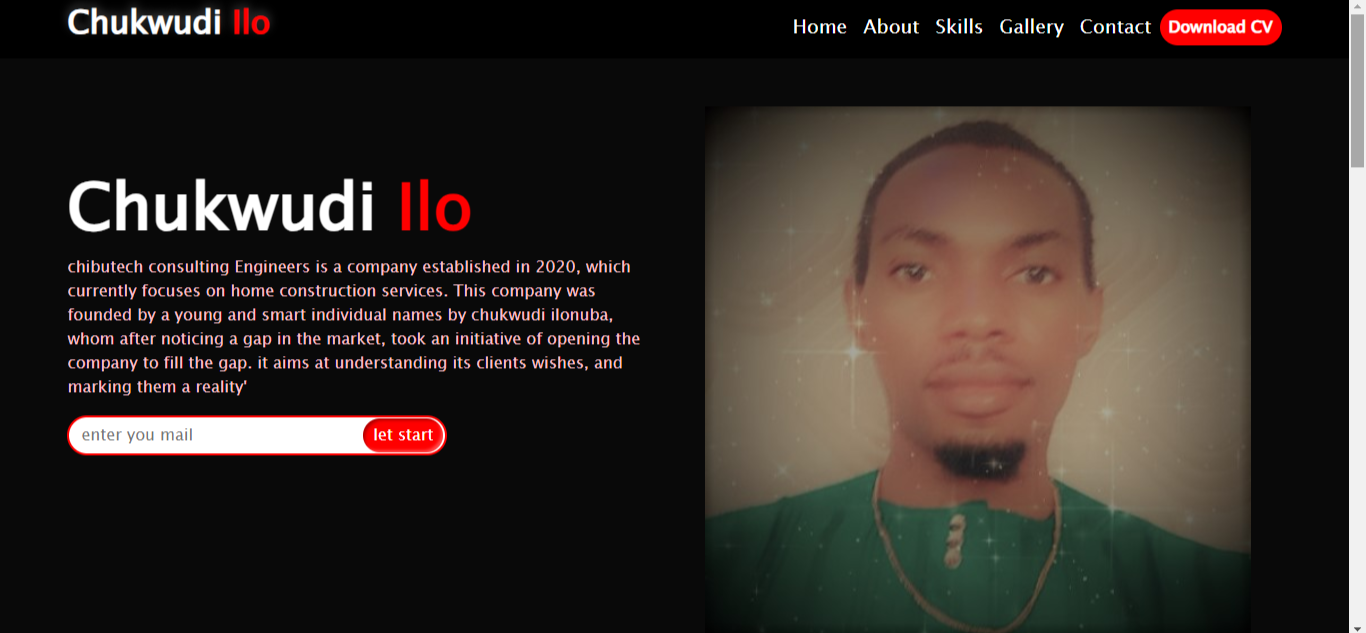 Chukwudi Ilo
Home About Skills Gallery Contact Download CV
Chukwudi Ilo
chibutech consulting Engineers is a company established in 2020, which
currently focuses on home construction services. This company was
founded by a young and smart individual names by chukwudi ilonuba,
whom after noticing a gap in the market, took an initiative of opening the
company to fill the gap. it aims at understanding its clients wishes, and
marking them a reality'
enter you mail let start